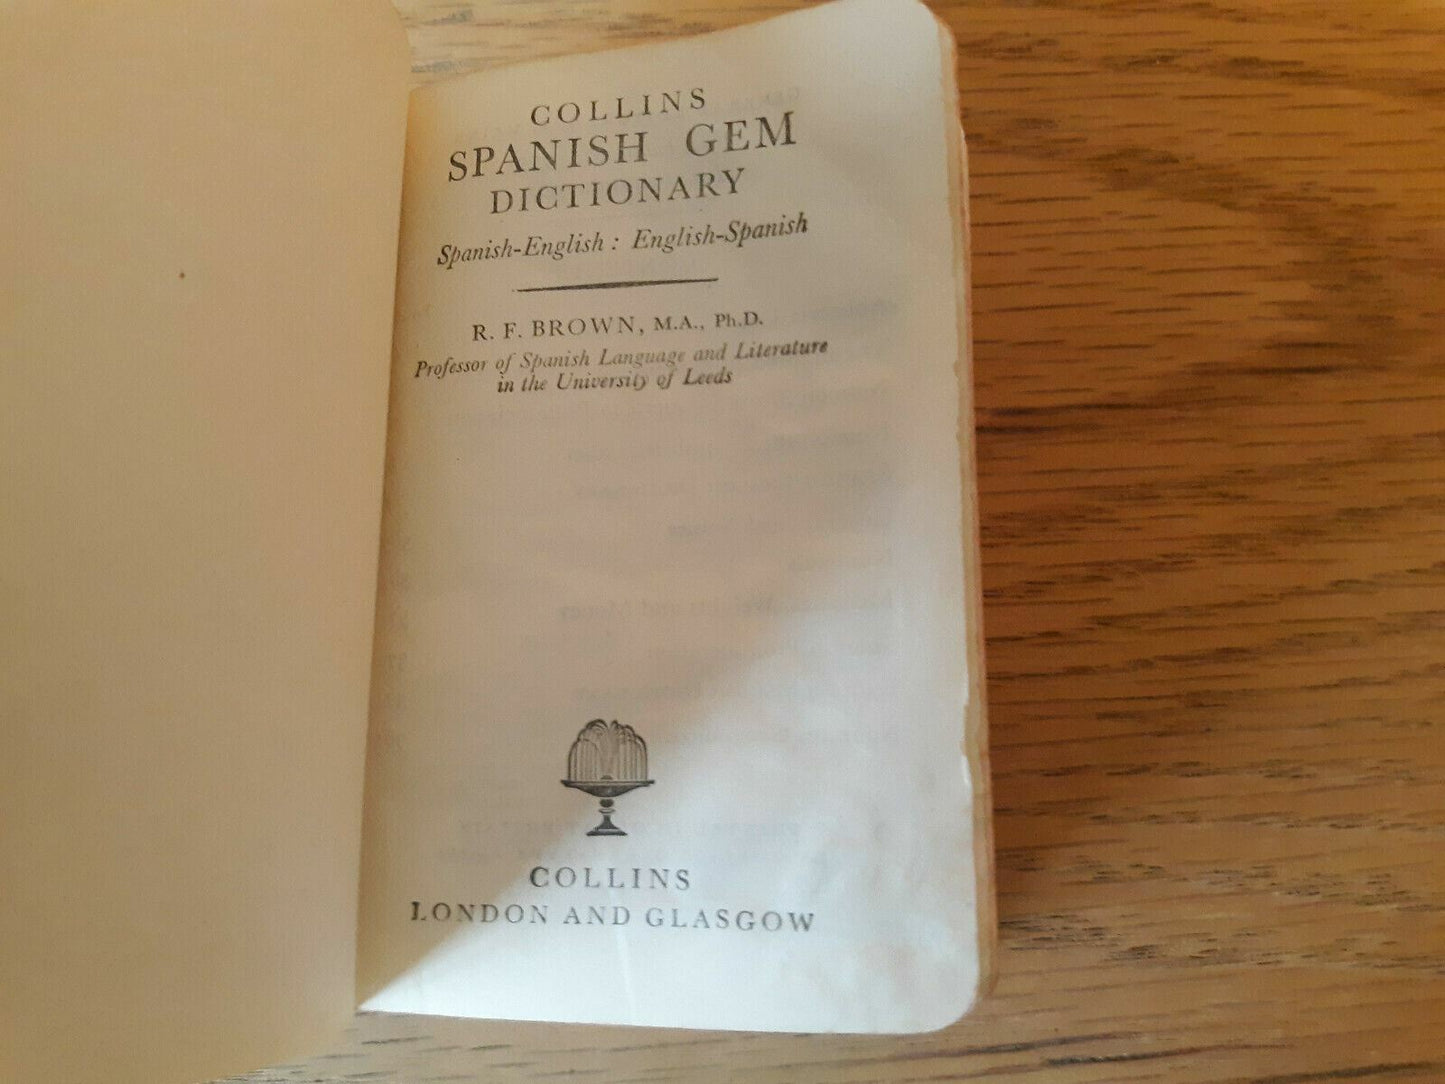 COLLINS
SPANISH GEM
DICTIONARY
Spanish-English : English-Spanish
R. F. BROWN, M.A., Ph.D.
Professor of Spanish Language and Literature
in the University of Leeds
COLLINS
LONDON AND GLASGOW